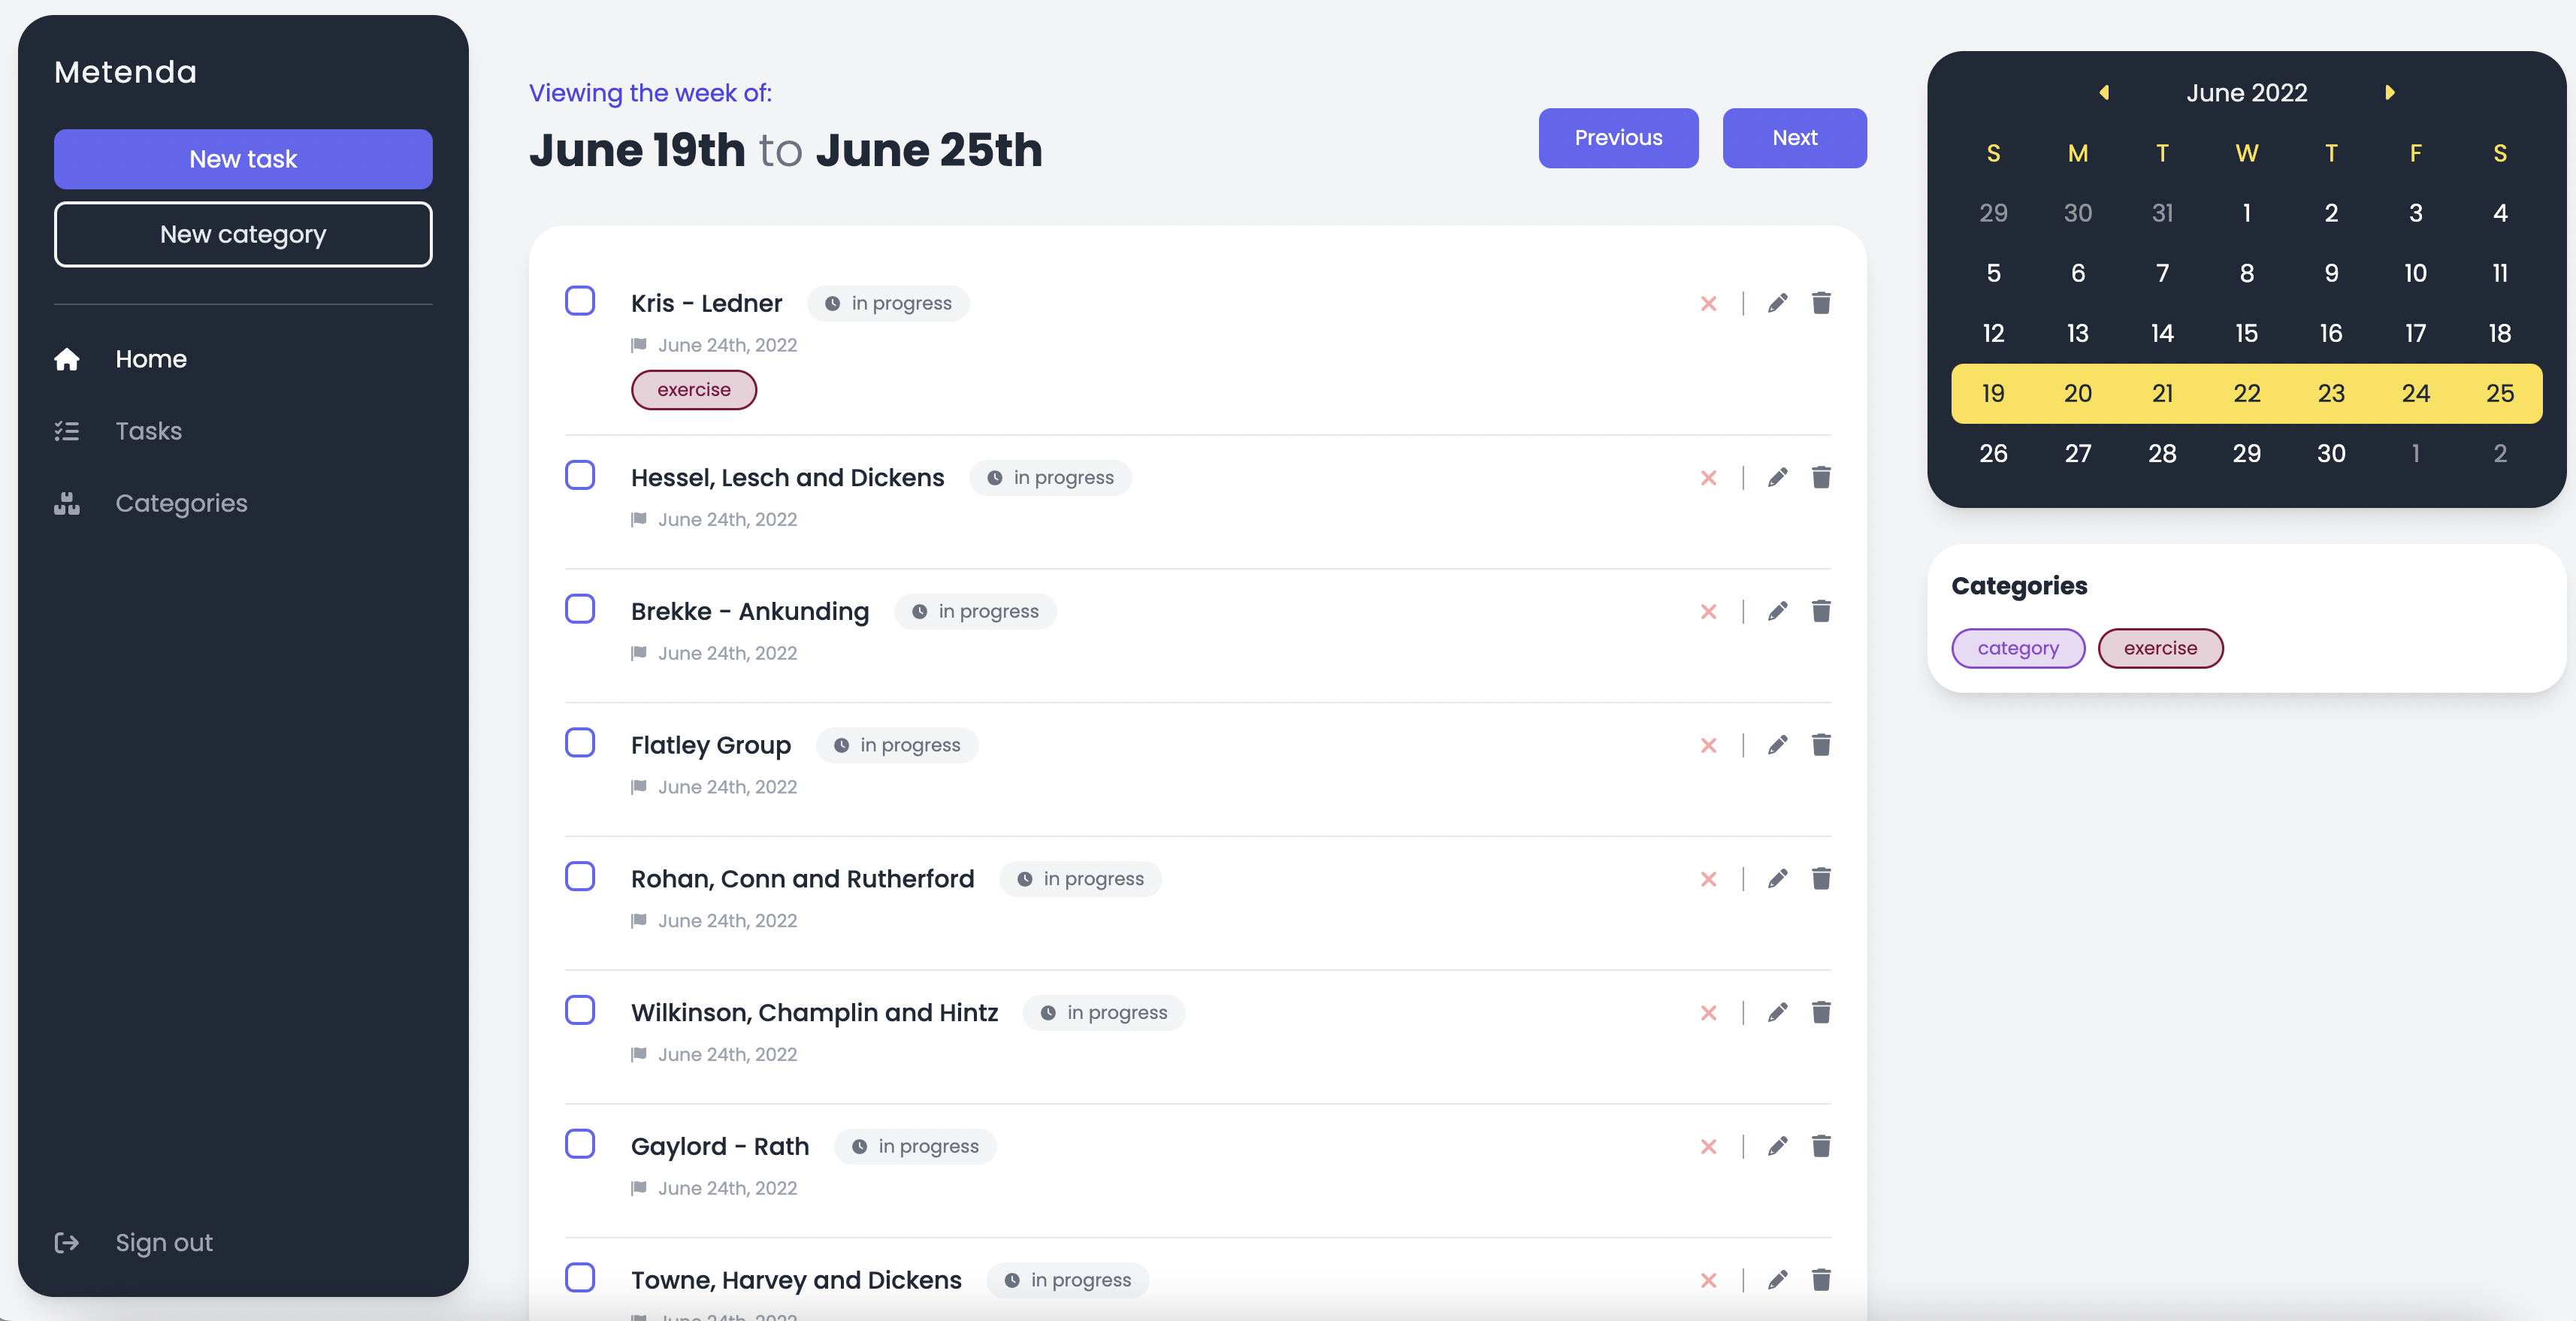 Metenda
New task
New category
Home
Tasks
Categories
Sign out
Viewing the week of:
June 19th to June 25th
Previous
Next
Kris - Ledner in progress
June 24th, 2022
exercise
Hessel, Lesch and Dickens in progress
June 24th, 2022
Brekke - Ankunding in progress
June 24th, 2022
Flatley Group in progress
June 24th, 2022
Rohan, Conn and Rutherford in progress
June 24th, 2022
Wilkinson, Champlin and Hintz in progress
June 24th, 2022
Gaylord - Rath in progress
June 24th, 2022
Towne, Harvey and Dickens in progress
June 24th, 2022
June 2022
S M T W T F S
29 30 31 1 2 3 4
5 6 7 8 9 10 11
12 13 14 15 16 17 18
19 20 21 22 23 24 25
26 27 28 29 30 1 2
Categories
category exercise